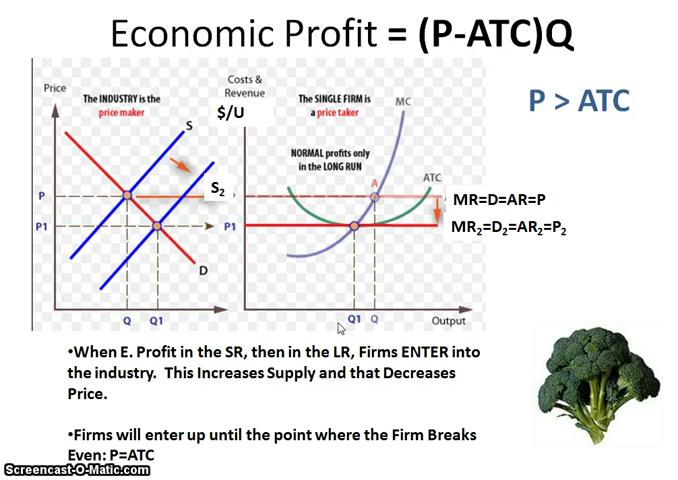 Economic Profit = (P-ATC)Q
P > ATC
Price
The INDUSTRY is the
price maker
S
S2
P
P1
D
Q Q1
Costs &
Revenue
$/U
The SINGLE FIRM is
a price taker
MC
NORMAL profits only
in the LONG RUN
ATC
A
P1
Q1 Q
Output
MR=D=AR=P
MR2=D2=AR2=P2
•When E. Profit in the SR, then in the LR, Firms ENTER into
the industry. This Increases Supply and that Decreases
Price.
•Firms will enter up until the point where the Firm Breaks
Even: P=ATC
Screencast-O-Matic.com